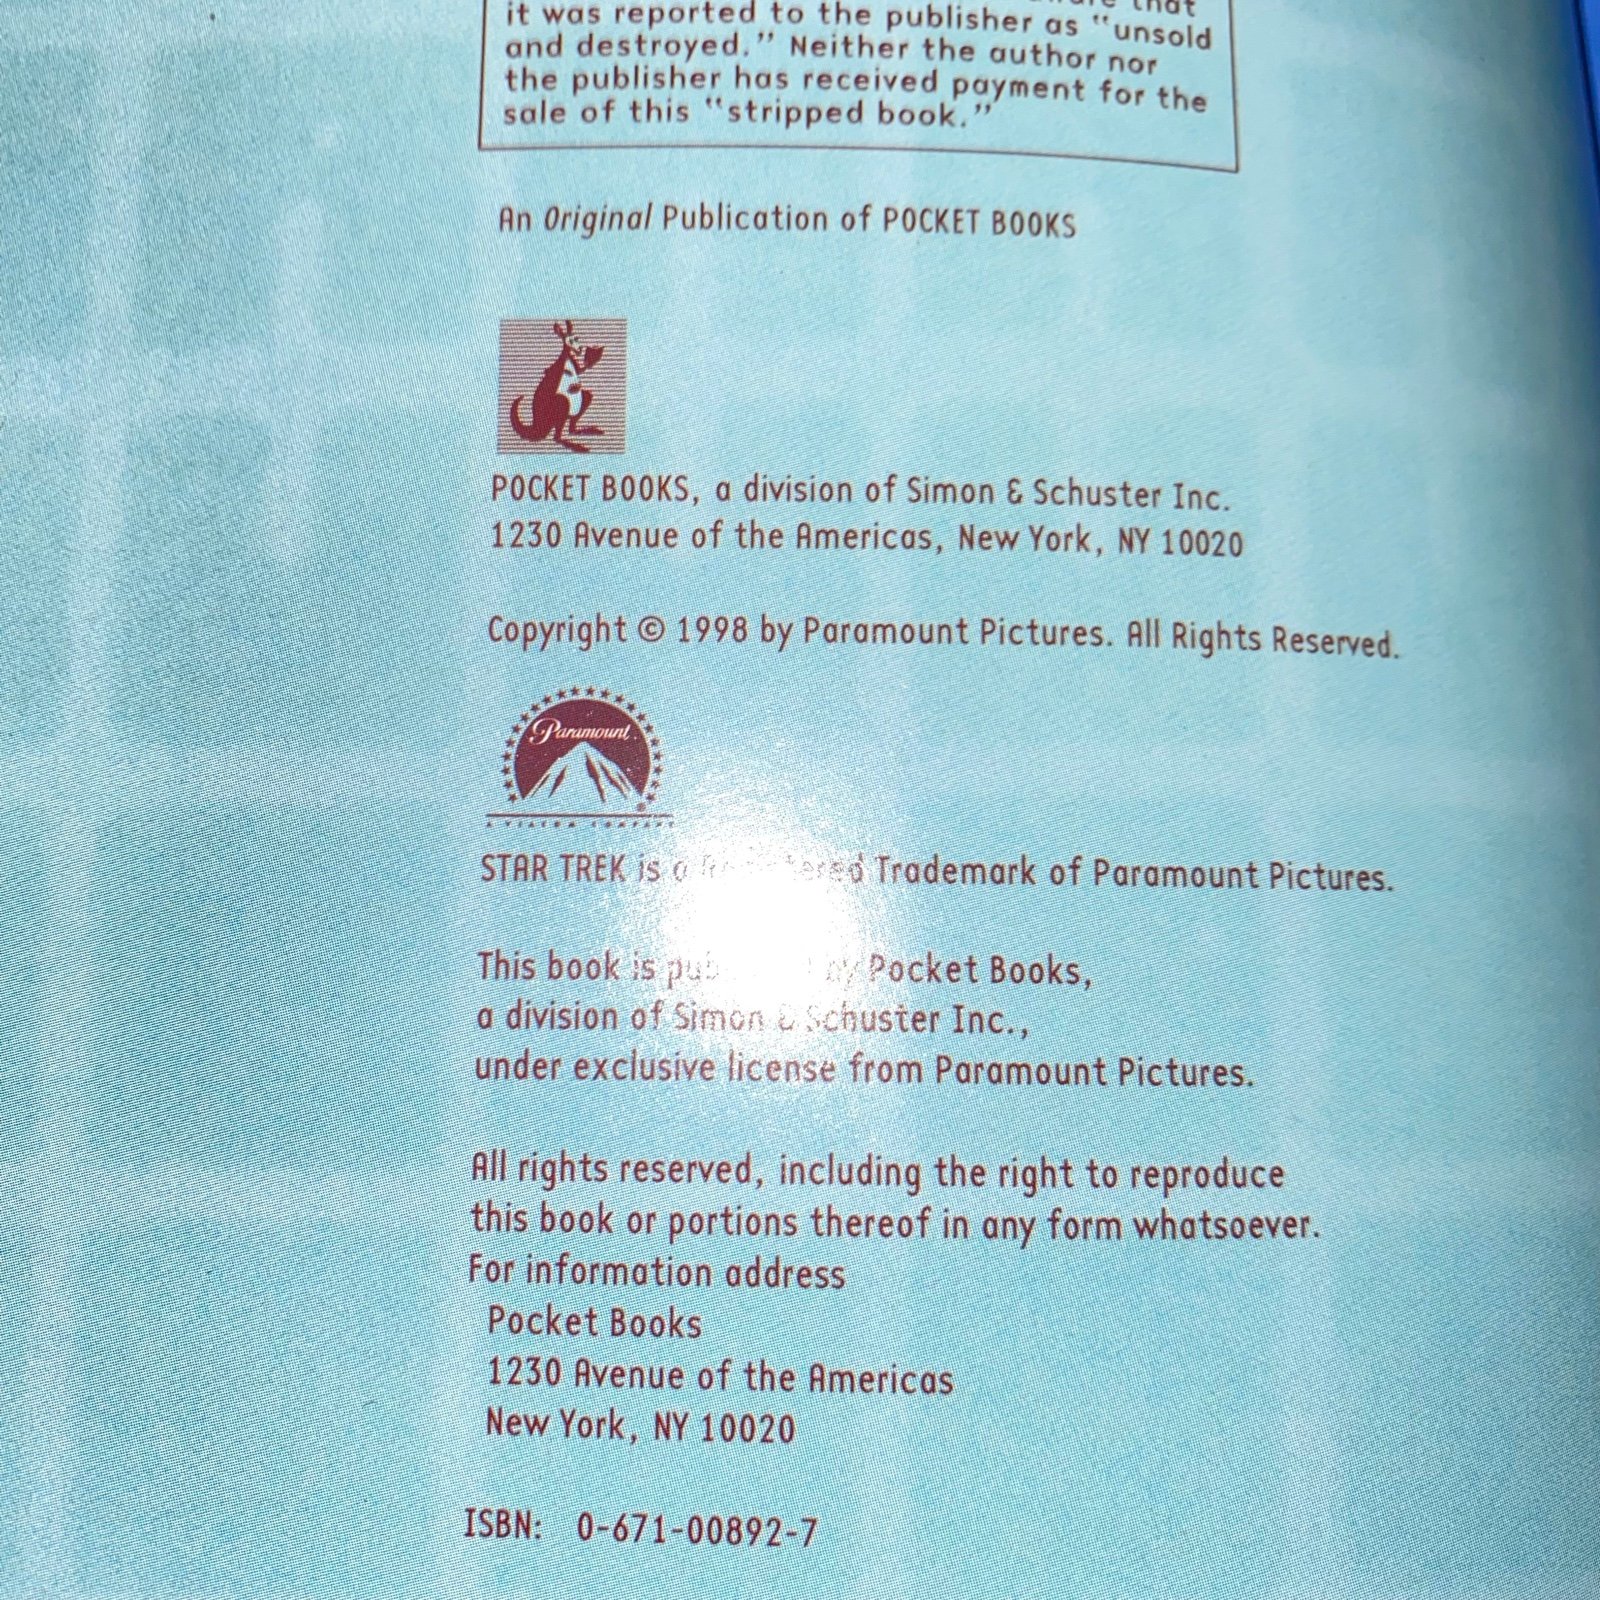 that
it was reported to the publisher as “unsold
and destroyed.” Neither the author nor
the publisher has received payment for the
sale of this “stripped book.”
An Original Publication of POCKET BOOKS
POCKET BOOKS, a division of Simon & Schuster Inc.
1230 Avenue of the Americas, New York, NY 10020
Copyright © 1998 by Paramount Pictures. All Rights Reserved.
Paramount
A VIACOM COMPANY
STAR TREK is a Registered Trademark of Paramount Pictures.
This book is by Pocket Books,
a division of Simon & Schuster Inc.,
under exclusive license from Paramount Pictures.
All rights reserved, including the right to reproduce
this book or portions thereof in any form whatsoever.
For information address
Pocket Books
1230 Avenue of the Americas
New York, NY 10020
ISBN: 0-671-00892-7